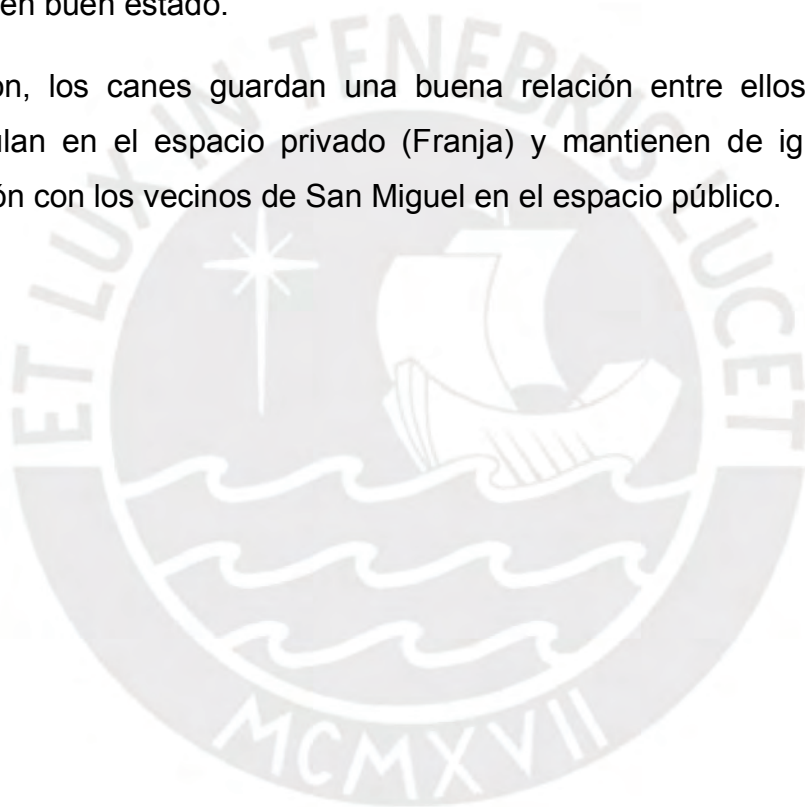 en buen estado.
on, los canes guardan una buena relación entre ellos
ulan en el espacio privado (Franja) y mantienen de ig
ón con los vecinos de San Miguel en el espacio público.
ET LUX IN TENEBRIS LUCET
MCMXVII